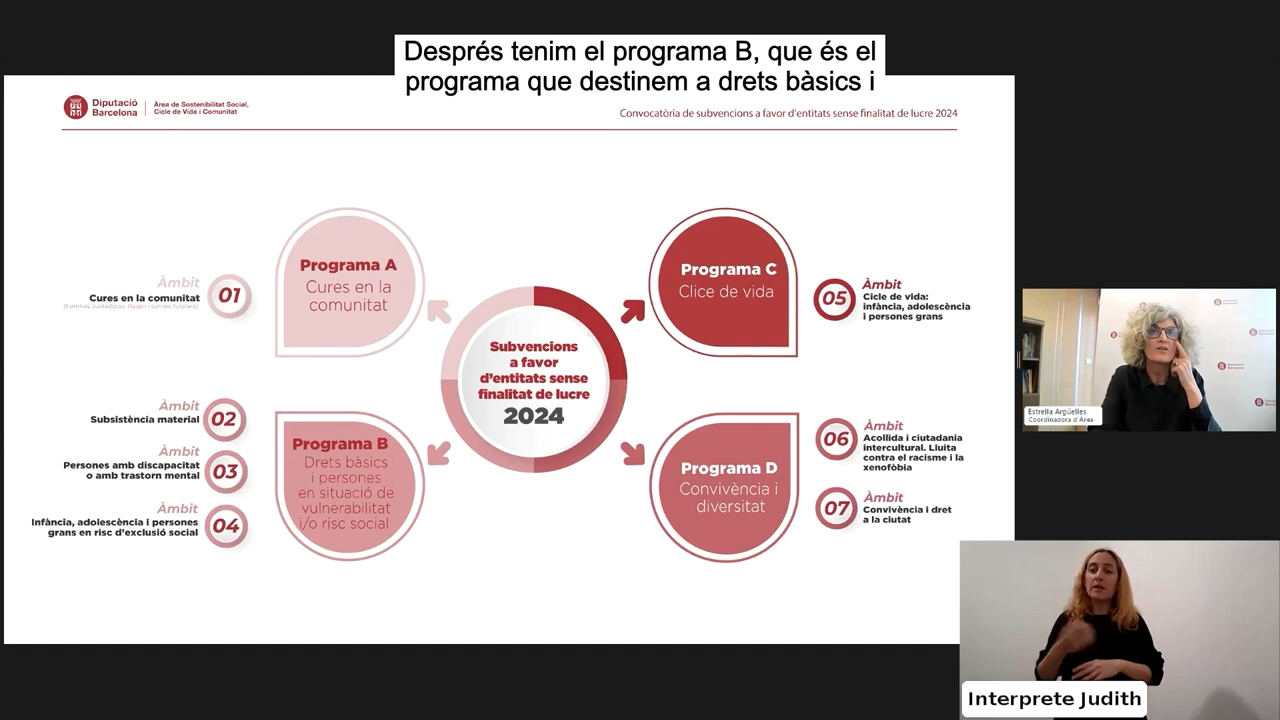 Després tenim el programa B, que és el
programa que destinem a drets bàsics i
Diputació
Barcelona
Àrea de Sostenibilitat Social,
Cicle de Vida i Comunitat
Convocatòria de subvencions a favor d'entitats sense finalitat de lucre 2024
Àmbit
Cures en la comunitat
01
Programa A
Cures en la
comunitat
Programa C
Clice de vida
05
Àmbit
Cicle de vida:
infància, adolescència
i persones grans
Subvencions
a favor
d'entitats sense
finalitat de lucre
2024
Àmbit
Subsistència material
02
Àmbit
Persones amb discapacitat
o amb trastorn mental
03
Àmbit
Infància, adolescència i persones
grans en risc d'exclusió social
04
Programa B
Drets bàsics
i persones
en situació de
vulnerabilitat
i/o risc social
Programa D
Convivència i
diversitat
06
Àmbit
Acollida i ciutadania
intercultural. Lluita
contra el racisme i la
xenofòbia
07
Àmbit
Convivència i dret
a la ciutat
Estrella Argüelles
Coordinadora d'Àrea
Interprete Judith